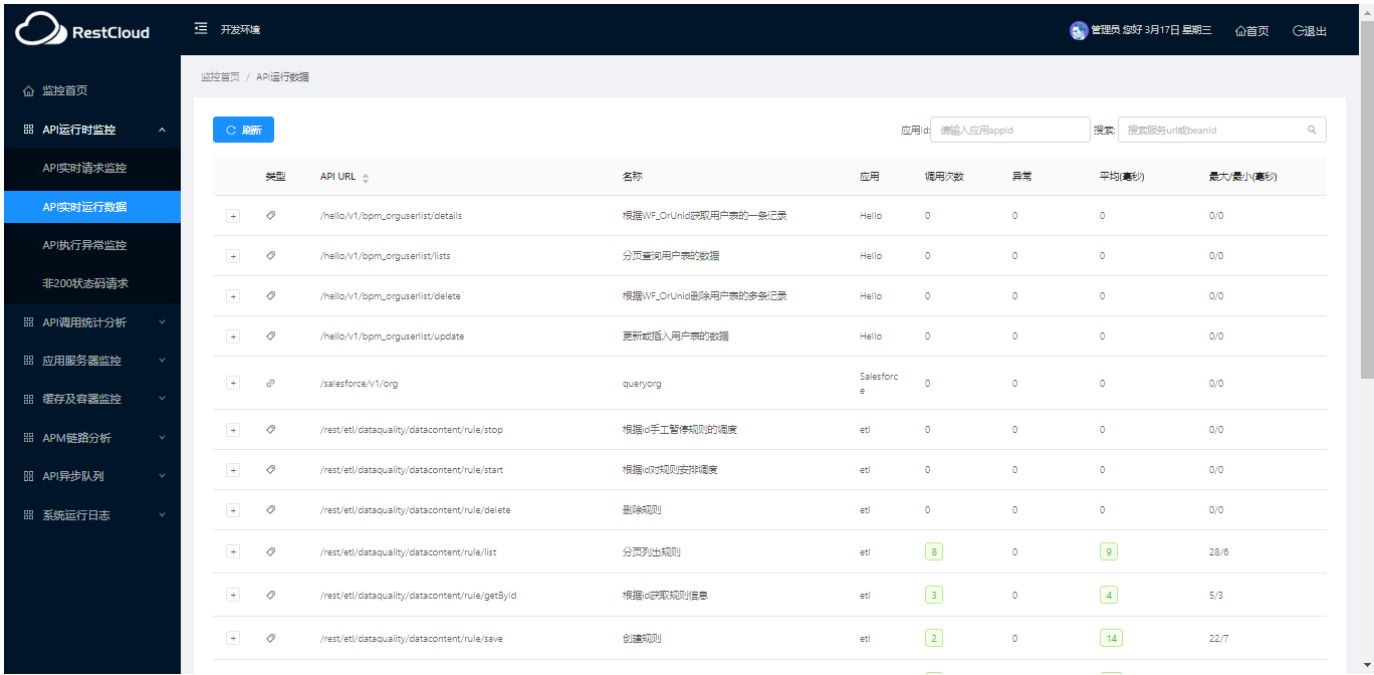 RestCloud
开发环境
管理员 您好 3月17日 星期三
首页
退出
监控首页
API运行时监控
API实时请求监控
API实时运行数据
API执行异常监控
非200状态码请求
API调用统计分析
应用服务器监控
缓存及容器监控
APM链路分析
API异步队列
系统运行日志
监控首页 / API运行数据
刷新
应用Id: 请输入应用appId 搜索: 搜索服务url或beanId
类型 API URL 名称 应用 调用次数 异常 平均(毫秒) 最大/最小(毫秒)
+ /hello/v1/bpm_orguserlist/details 根据WF_OrUnid获取用户表的一条记录 Hello 0 0 0 0/0
+ /hello/v1/bpm_orguserlist/lists 分页查询用户表的数据 Hello 0 0 0 0/0
+ /hello/v1/bpm_orguserlist/delete 根据WF_OrUnid删除用户表的多条记录 Hello 0 0 0 0/0
+ /hello/v1/bpm_orguserlist/update 更新或插入用户表的数据 Hello 0 0 0 0/0
+ /salesforce/v1/org queryorg Salesforc
e 0 0 0 0/0
+ /rest/etl/dataquality/datacontent/rule/stop 根据id手工暂停规则的调度 etl 0 0 0 0/0
+ /rest/etl/dataquality/datacontent/rule/start 根据id对规则安排调度 etl 0 0 0 0/0
+ /rest/etl/dataquality/datacontent/rule/delete 删除规则 etl 0 0 0 0/0
+ /rest/etl/dataquality/datacontent/rule/list 分页列出规则 etl 8 0 9 28/6
+ /rest/etl/dataquality/datacontent/rule/getById 根据id获取规则信息 etl 3 0 4 5/3
+ /rest/etl/dataquality/datacontent/rule/save 创建规则 etl 2 0 14 22/7